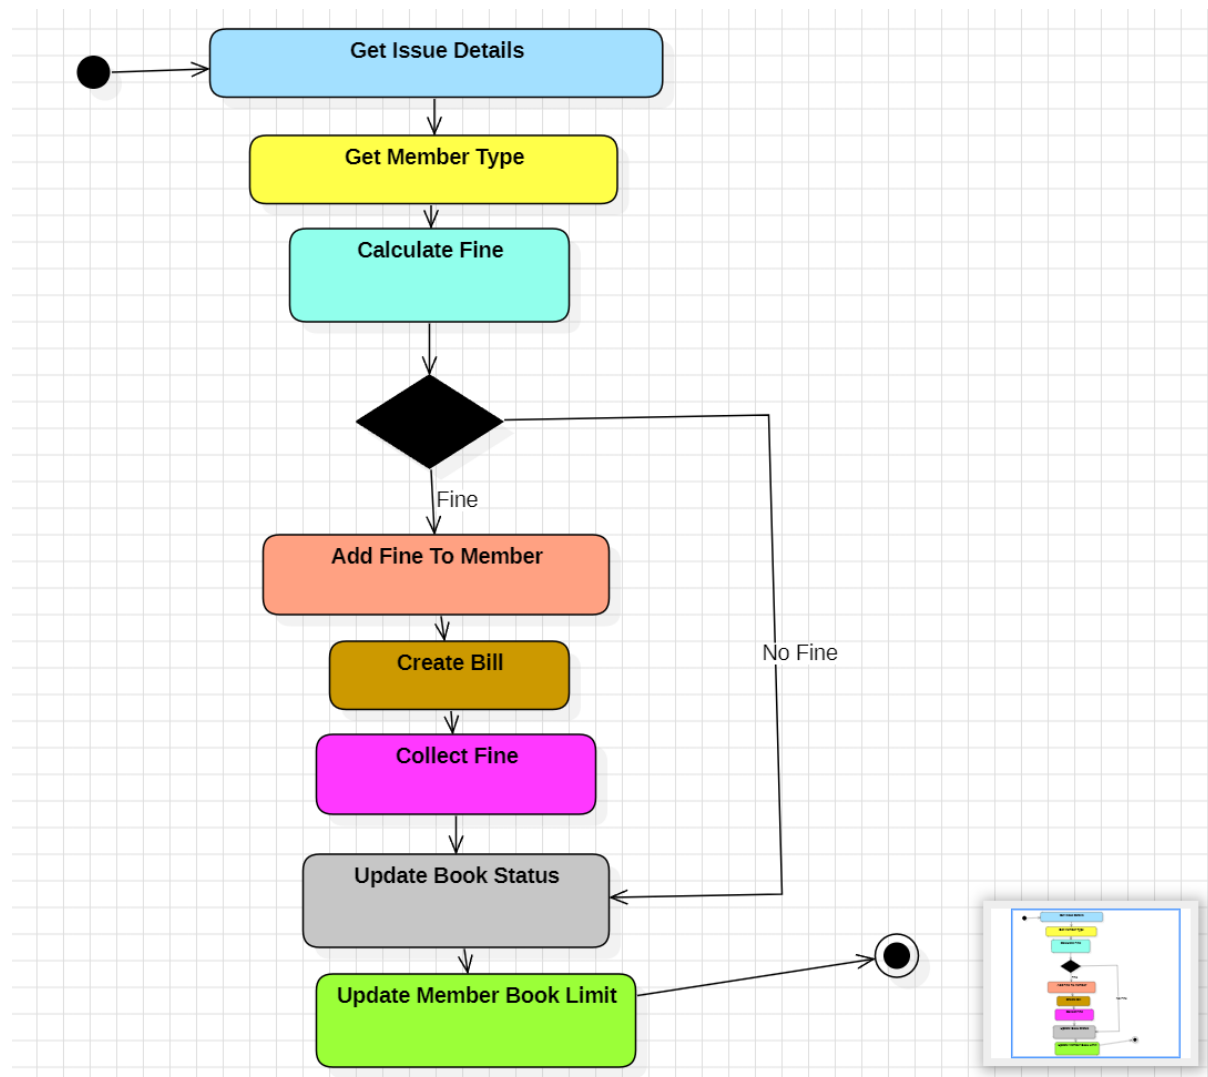 Get Issue Details
Get Member Type
Calculate Fine
Fine
Add Fine To Member
No Fine
Create Bill
Collect Fine
Update Book Status
Update Member Book Limit